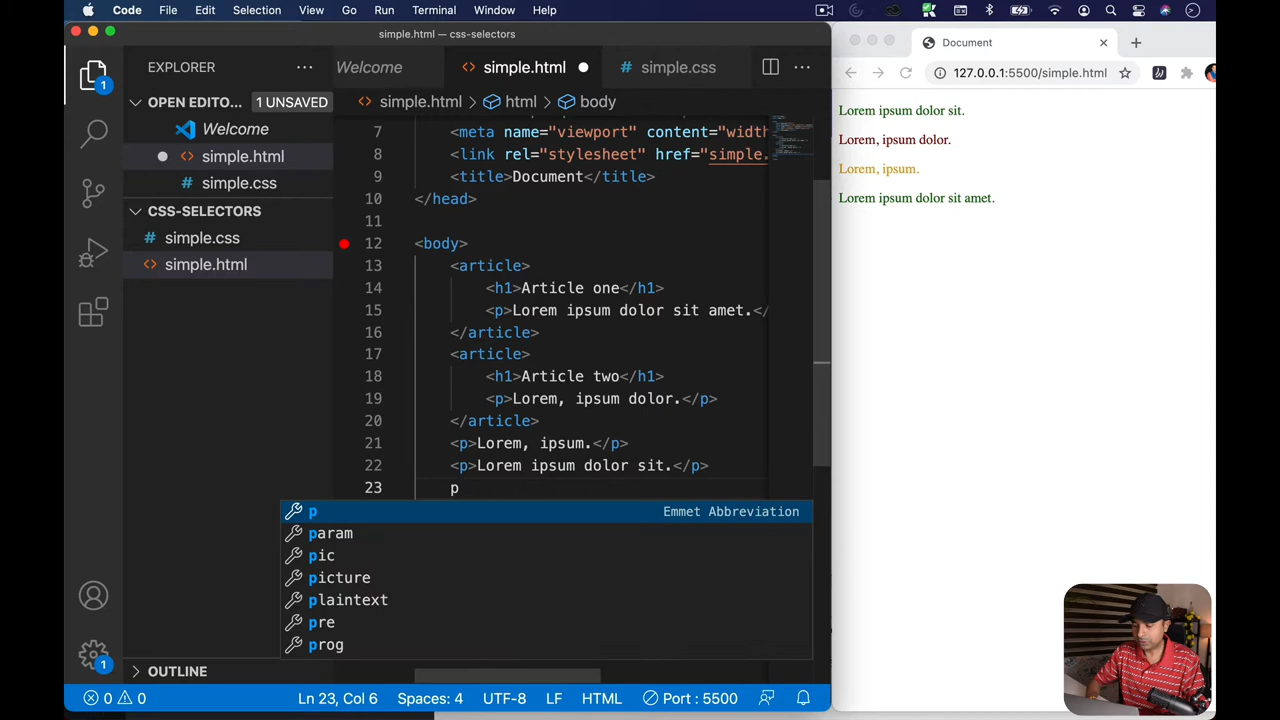 Code File Edit Selection View Go Run Terminal Window Help
simple.html — css-selectors
EXPLORER
OPEN EDITO... 1 UNSAVED
Welcome
simple.html
simple.css
CSS-SELECTORS
simple.css
simple.html
OUTLINE
1
1
Welcome simple.html simple.css
simple.html > html > body
7 <meta name="viewport" content="width
8 <link rel="stylesheet" href="simple.
9 <title>Document</title>
10 </head>
11
12 <body>
13 <article>
14 <h1>Article one</h1>
15 <p>Lorem ipsum dolor sit amet.</
16 </article>
17 <article>
18 <h1>Article two</h1>
19 <p>Lorem, ipsum dolor.</p>
20 </article>
21 <p>Lorem, ipsum.</p>
22 <p>Lorem ipsum dolor sit.</p>
23 p
p Emmet Abbreviation
param
pic
picture
plaintext
pre
prog
0 0 Ln 23, Col 6 Spaces: 4 UTF-8 LF HTML Port : 5500
Document
127.0.0.1:5500/simple.html
Lorem ipsum dolor sit.
Lorem, ipsum dolor.
Lorem, ipsum.
Lorem ipsum dolor sit amet.